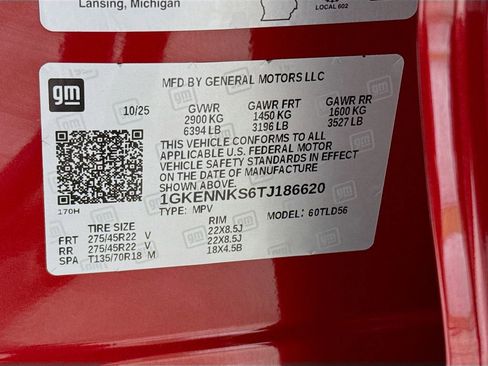 Lansing, Michigan
LOCAL 602
gm
MFD BY GENERAL MOTORS LLC
10/25 GVWR GAWR FRT GAWR RR
2900 KG 1450 KG 1600 KG
6394 LB 3196 LB 3527 LB
THIS VEHICLE CONFORMS TO ALL
APPLICABLE U.S. FEDERAL MOTOR
VEHICLE SAFETY STANDARDS IN EFFECT
ON THE DATE OF MANUFACTURE
SHOWN ABOVE.
1GKENNKS6TJ186620
170H
TYPE: MPV MODEL: 60TLD56
TIRE SIZE RIM
FRT 275/45R22 V 22X8.5J
RR 275/45R22 V 22X8.5J
SPA T135/70R18 M 18X4.5B